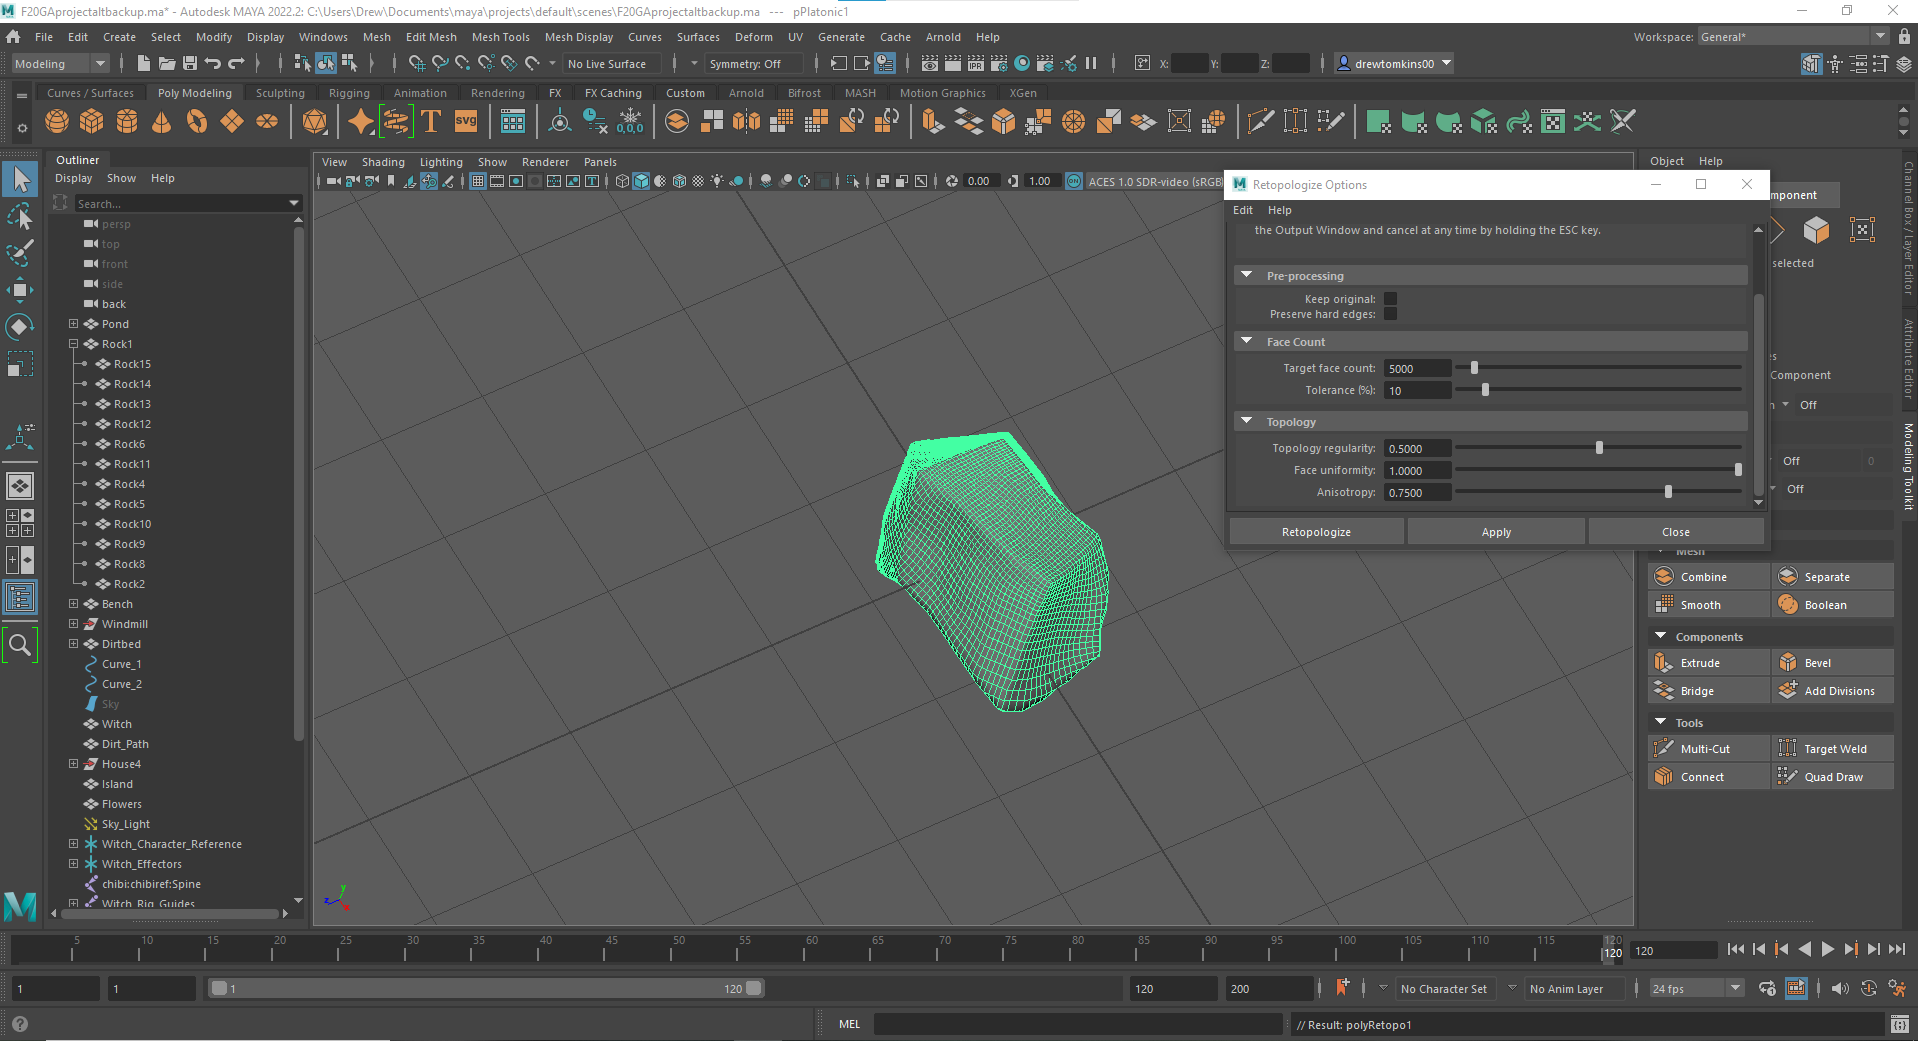 F20GAprojectaltbackup.ma* - Autodesk MAYA 2022.2: C:\Users\Drew\Documents\maya\projects\default\scenes\F20GAprojectaltbackup.ma --- pPlatonic1
File Edit Create Select Modify Display Windows Mesh Edit Mesh Mesh Tools Mesh Display Curves Surfaces Deform UV Generate Cache Arnold Help
Workspace: General*
Modeling
No Live Surface
Symmetry: Off
IPR
X: Y: Z:
drewtomkins00
Curves / Surfaces Poly Modeling Sculpting Rigging Animation Rendering FX FX Caching Custom Arnold Bifrost MASH Motion Graphics XGen
T SVG 0,0,0
Outliner
Display Show Help
Search...
persp
top
front
side
back
Pond
Rock1
Rock15
Rock14
Rock13
Rock12
Rock6
Rock11
Rock4
Rock5
Rock10
Rock9
Rock8
Rock2
Bench
Windmill
Dirtbed
Curve_1
Curve_2
Sky
Witch
Dirt_Path
House4
Island
Flowers
Sky_Light
Witch_Character_Reference
Witch_Effectors
chibi:chibiref:Spine
Witch_Rig_Guides
View Shading Lighting Show Renderer Panels
0.00 1.00 ON ACES 1.0 SDR-video (sRGB)
y
z
x
Retopologize Options
Edit Help
the Output Window and cancel at any time by holding the ESC key.
Pre-processing
Keep original:
Preserve hard edges:
Face Count
Target face count: 5000
Tolerance (%): 10
Topology
Topology regularity: 0.5000
Face uniformity: 1.0000
Anisotropy: 0.7500
Retopologize Apply Close
Object Help
mponent
selected
Component
Off
Off 0
Off
Mesh
Combine Separate
Smooth Boolean
Components
Extrude Bevel
Bridge Add Divisions
Tools
Multi-Cut Target Weld
Connect Quad Draw
Channel Box / Layer Editor
Attribute Editor
Modeling Toolkit
5 10 15 20 25 30 35 40 45 50 55 60 65 70 75 80 85 90 95 100 105 110 115 120
120
120
1 1 1 120 120 200 No Character Set No Anim Layer 24 fps
MEL
// Result: polyRetopo1